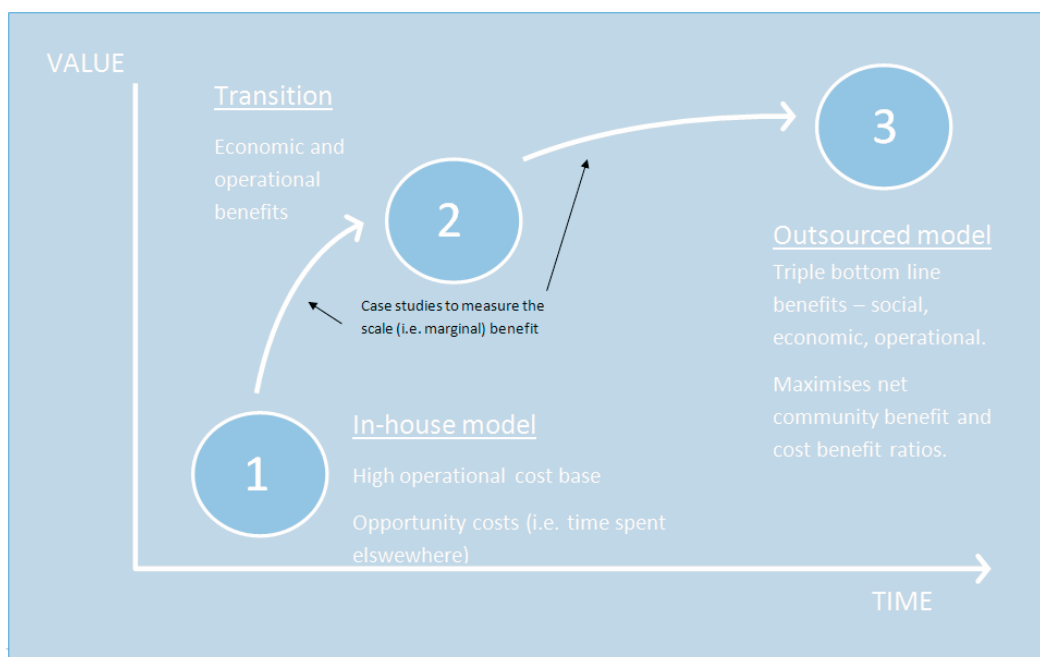 VALUE
Transition
Economic and
operational
benefits
2
3
Case studies to measure the
scale (i.e. marginal) benefit
Outsourced model
Triple bottom line
benefits – social,
economic, operational.
Maximises net
community benefit and
cost benefit ratios.
1
In-house model
High operational cost base
Opportunity costs (i.e. time spent
elswewhere)
TIME